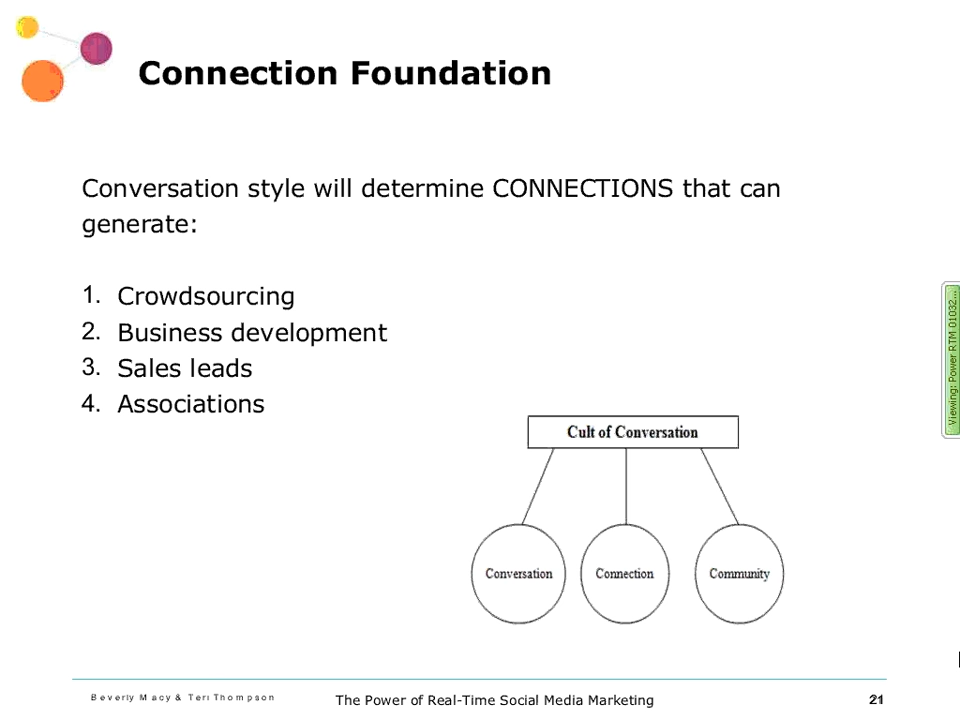 Connection Foundation
Conversation style will determine CONNECTIONS that can
generate:
1. Crowdsourcing
2. Business development
3. Sales leads
4. Associations
Cult of Conversation
Conversation
Connection
Community
Viewing: Power RTM 01032...
Beverly Macy & Teri Thompson
The Power of Real-Time Social Media Marketing
21